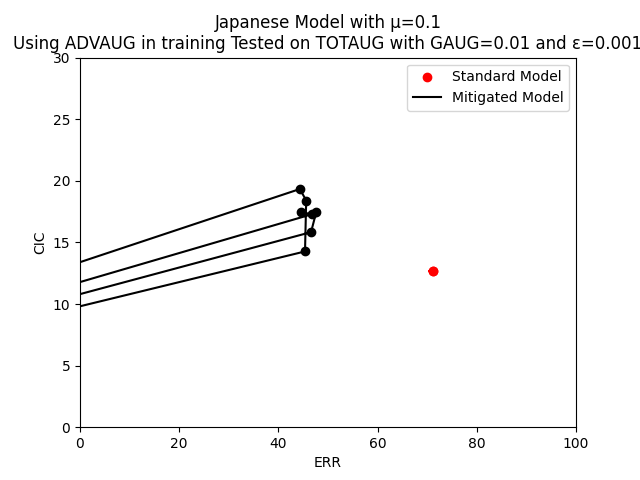 Japanese Model with μ=0.1
Using ADVAUG in training Tested on TOTAUG with GAUG=0.01 and ε=0.001
30
25
20
15
10
5
0
CIC
Standard Model
Mitigated Model
0 20 40 60 80 100
ERR